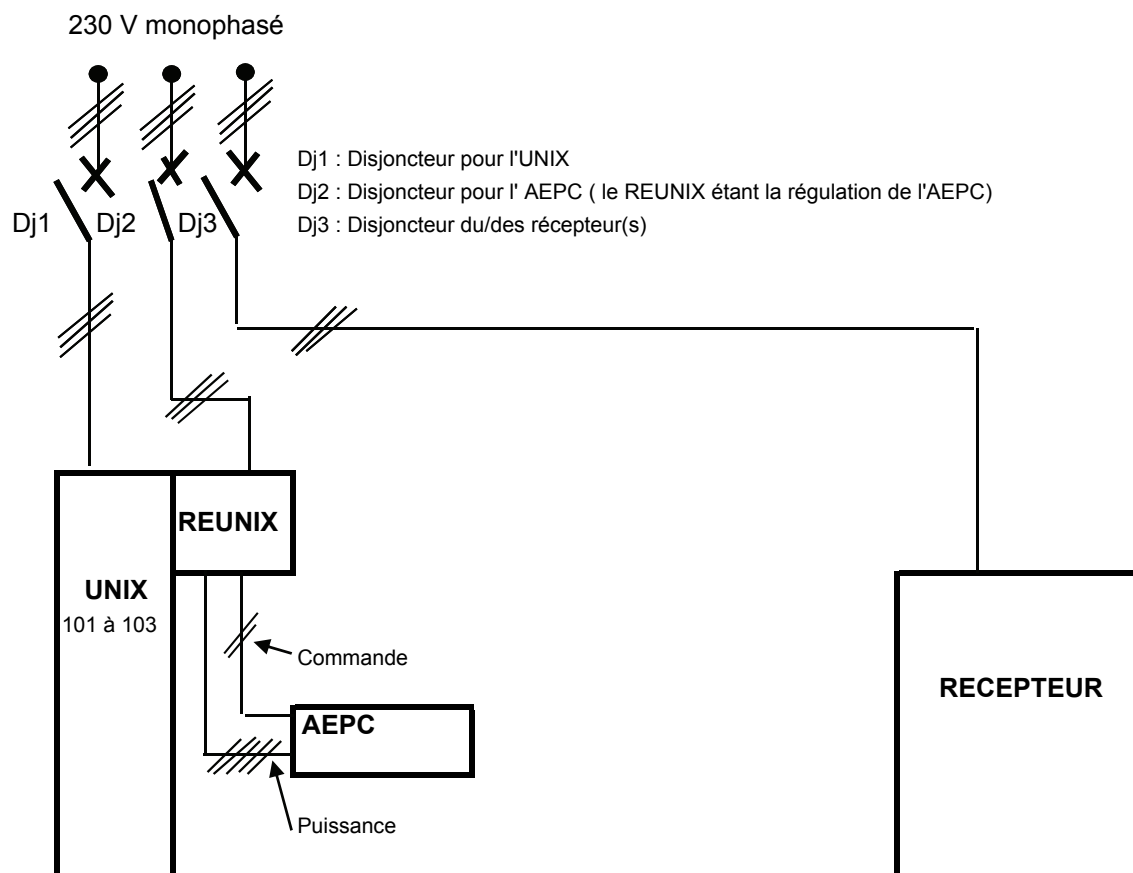 230 V monophasé
Dj1 : Disjoncteur pour l'UNIX
Dj2 : Disjoncteur pour l' AEPC ( le REUNIX étant la régulation de l'AEPC)
Dj1 Dj2 Dj3
Dj3 : Disjoncteur du/des récepteur(s)
REUNIX
UNIX
101 à 103
Commande
RECEPTEUR
AEPC
Puissance